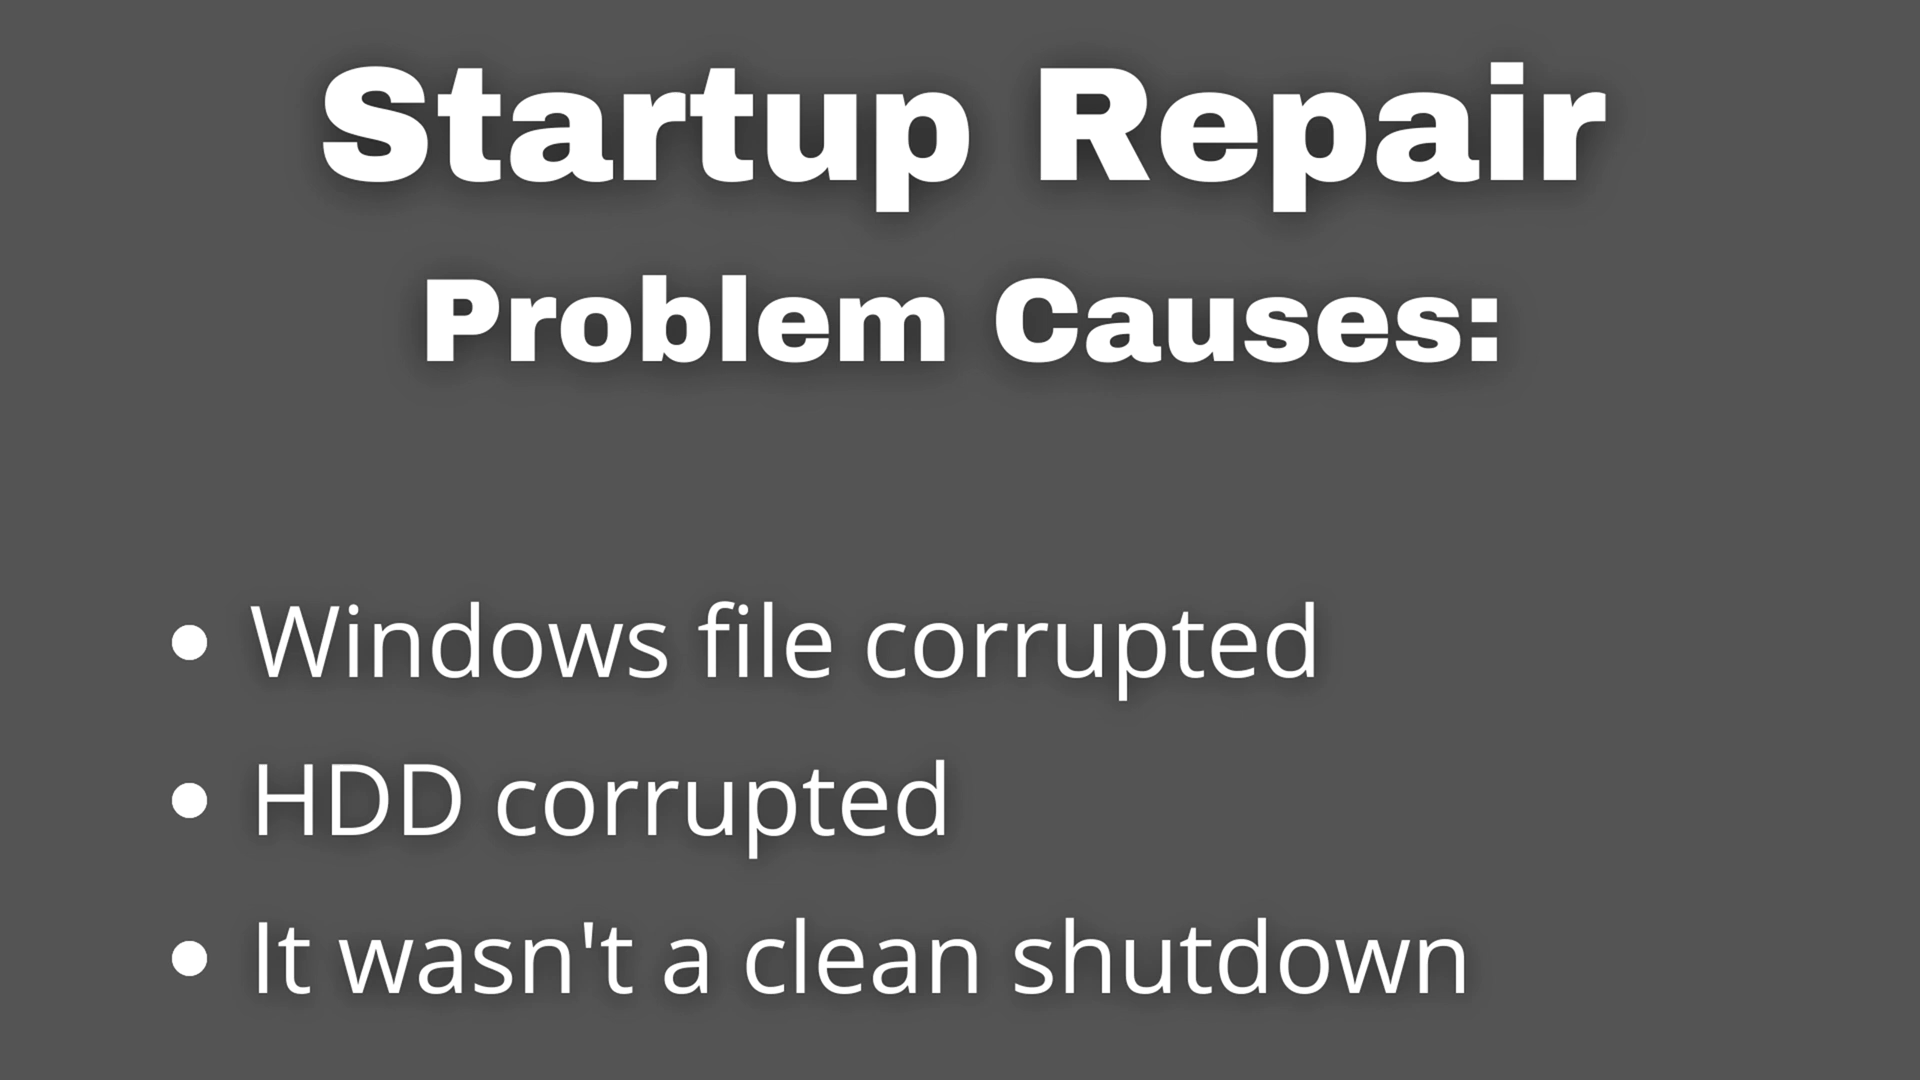 Startup Repair
Problem Causes:
• Windows file corrupted
• HDD corrupted
• It wasn't a clean shutdown